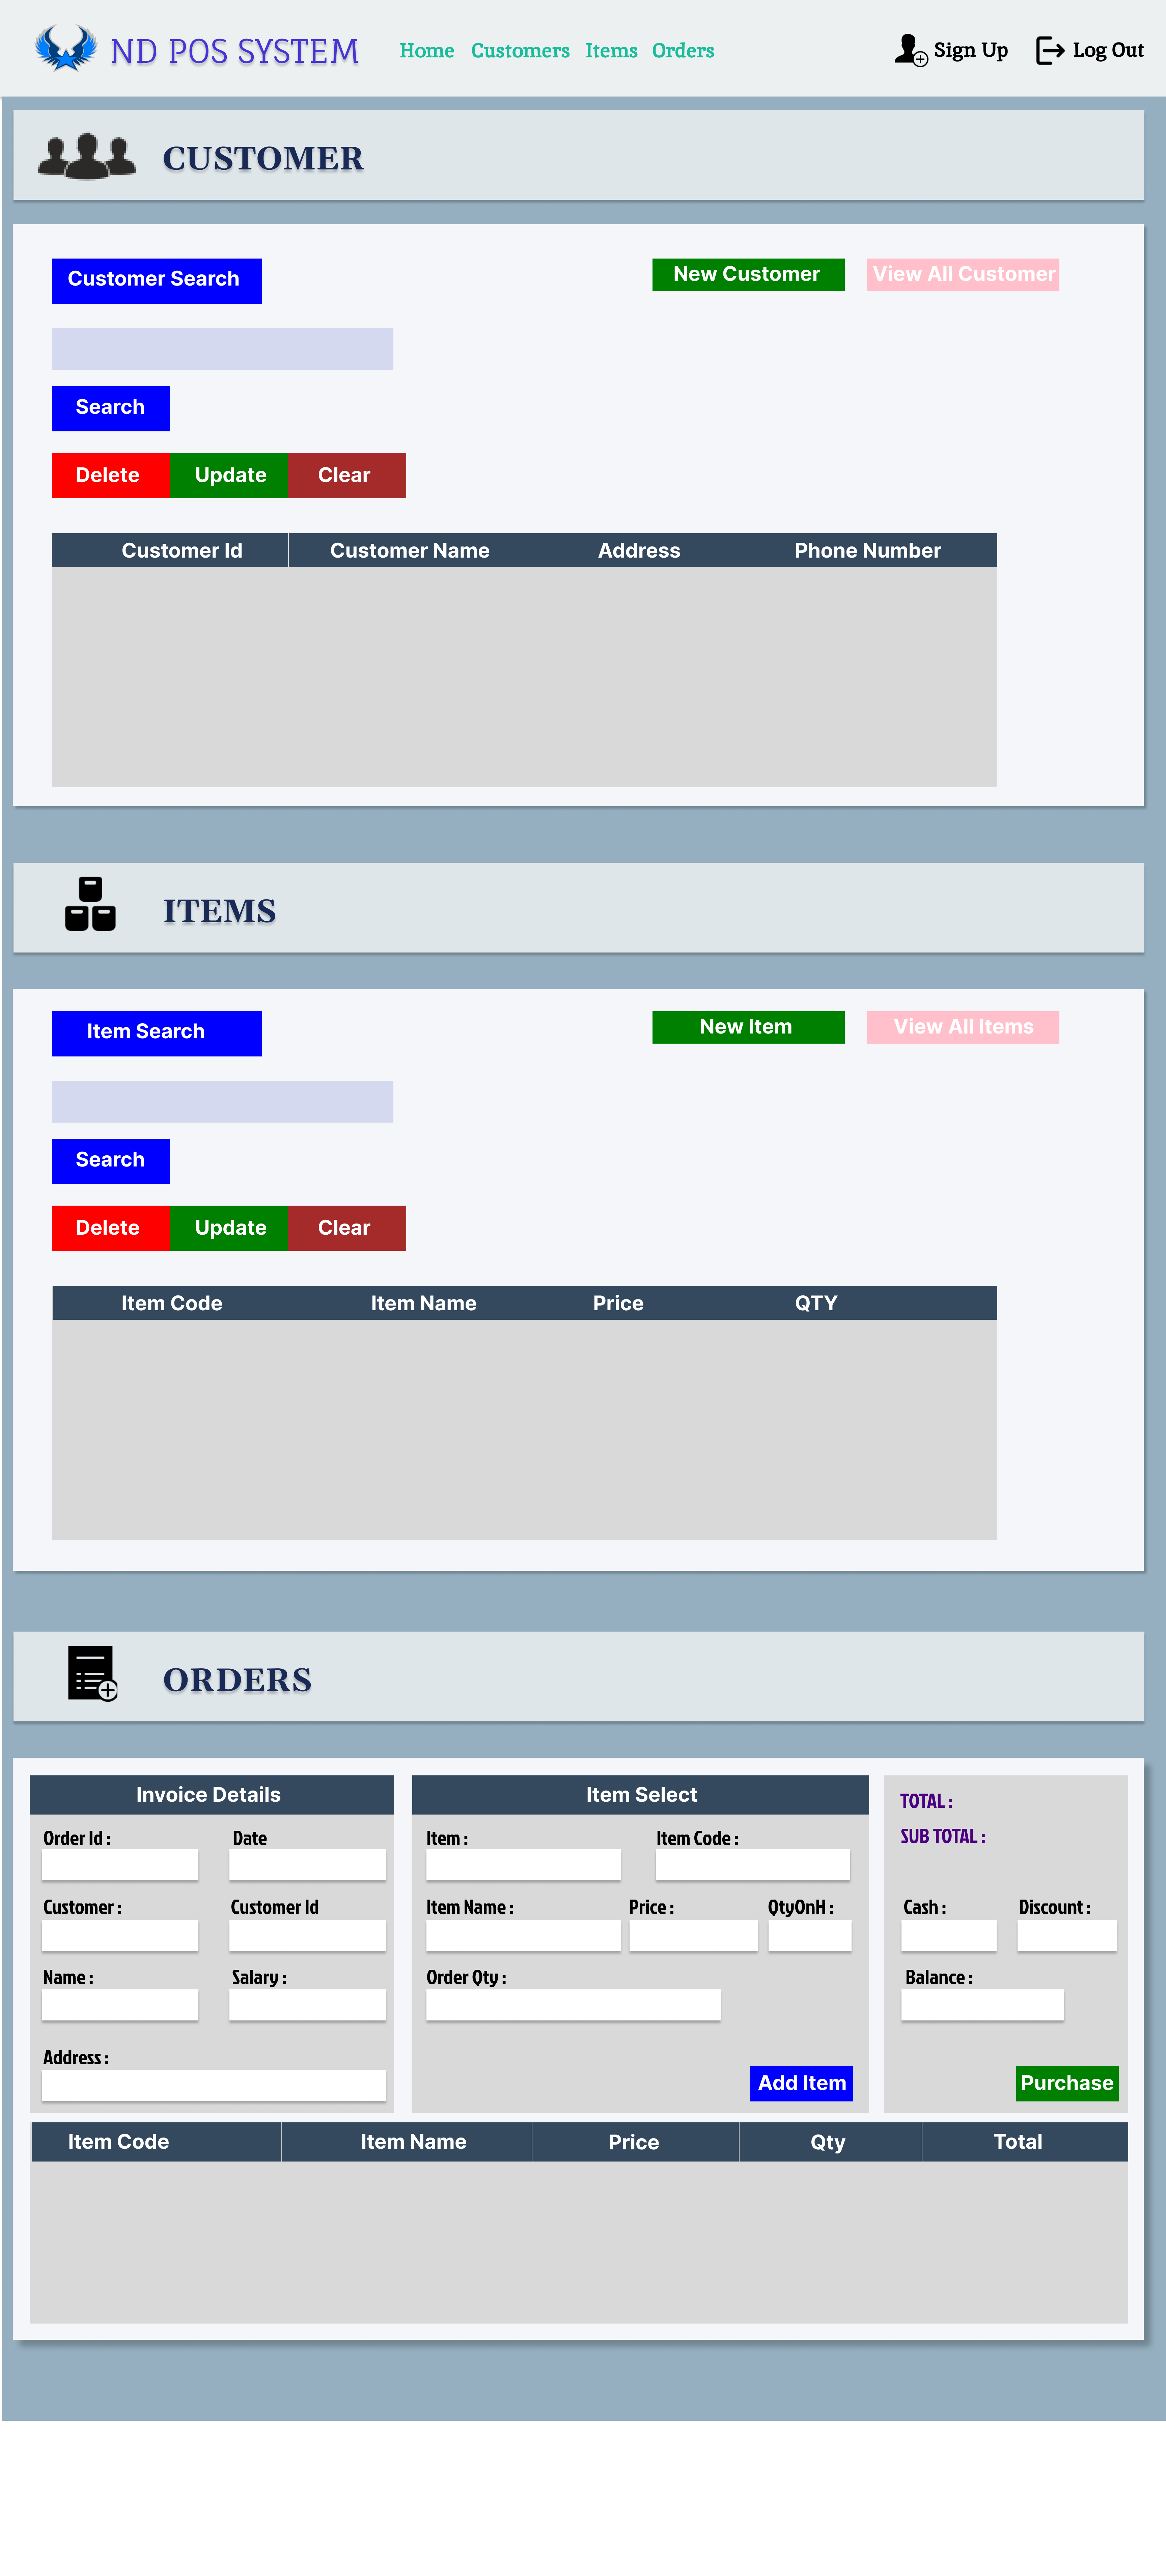 ND POS SYSTEM Home Customers Items Orders Sign Up Log Out
CUSTOMER
Customer Search New Customer View All Customer
Search
Delete Update Clear
Customer Id Customer Name Address Phone Number
ITEMS
Item Search New Item View All Items
Search
Delete Update Clear
Item Code Item Name Price QTY
ORDERS
Invoice Details
Order Id : Date
Customer : Customer Id
Name : Salary :
Address :
Item Select
Item : Item Code :
Item Name : Price : QtyOnH :
Order Qty :
Add Item
TOTAL :
SUB TOTAL :
Cash : Discount :
Balance :
Purchase
Item Code Item Name Price Qty Total